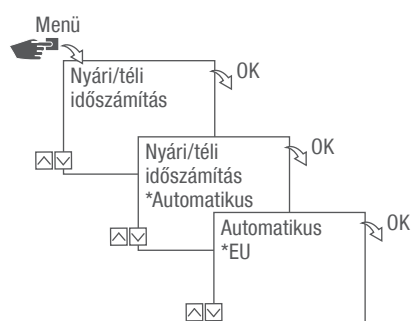 Menü
Nyári/téli
időszámítás
OK
Nyári/téli
időszámítás
*Automatikus
OK
Automatikus
*EU
OK